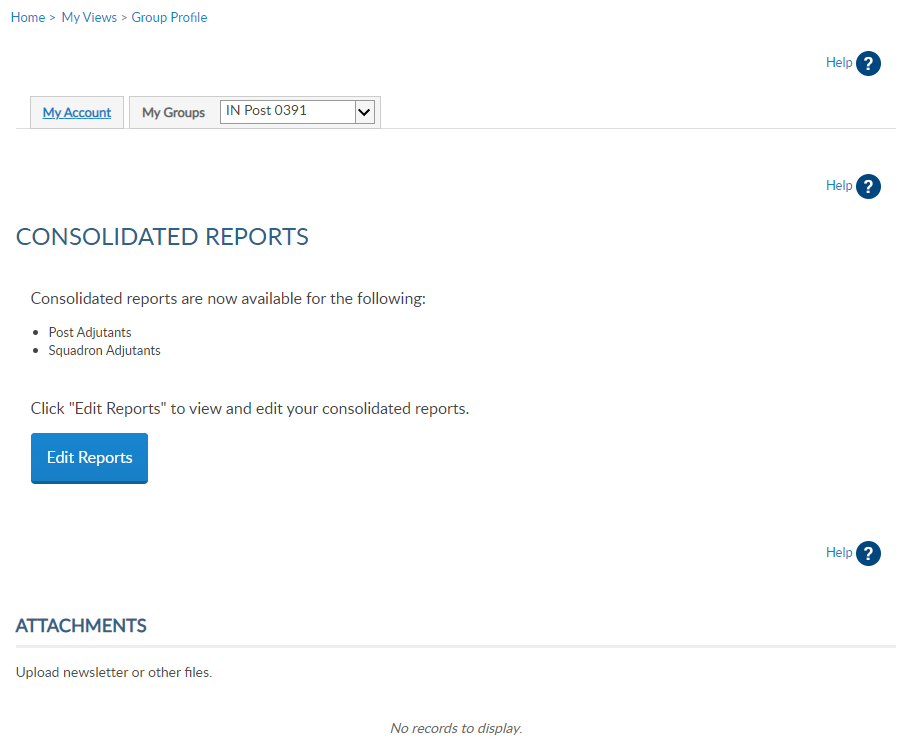 Home > My Views > Group Profile
Help ?
My Account My Groups IN Post 0391
Help ?
CONSOLIDATED REPORTS
Consolidated reports are now available for the following:
• Post Adjutants
• Squadron Adjutants
Click "Edit Reports" to view and edit your consolidated reports.
Edit Reports
Help ?
ATTACHMENTS
Upload newsletter or other files.
No records to display.